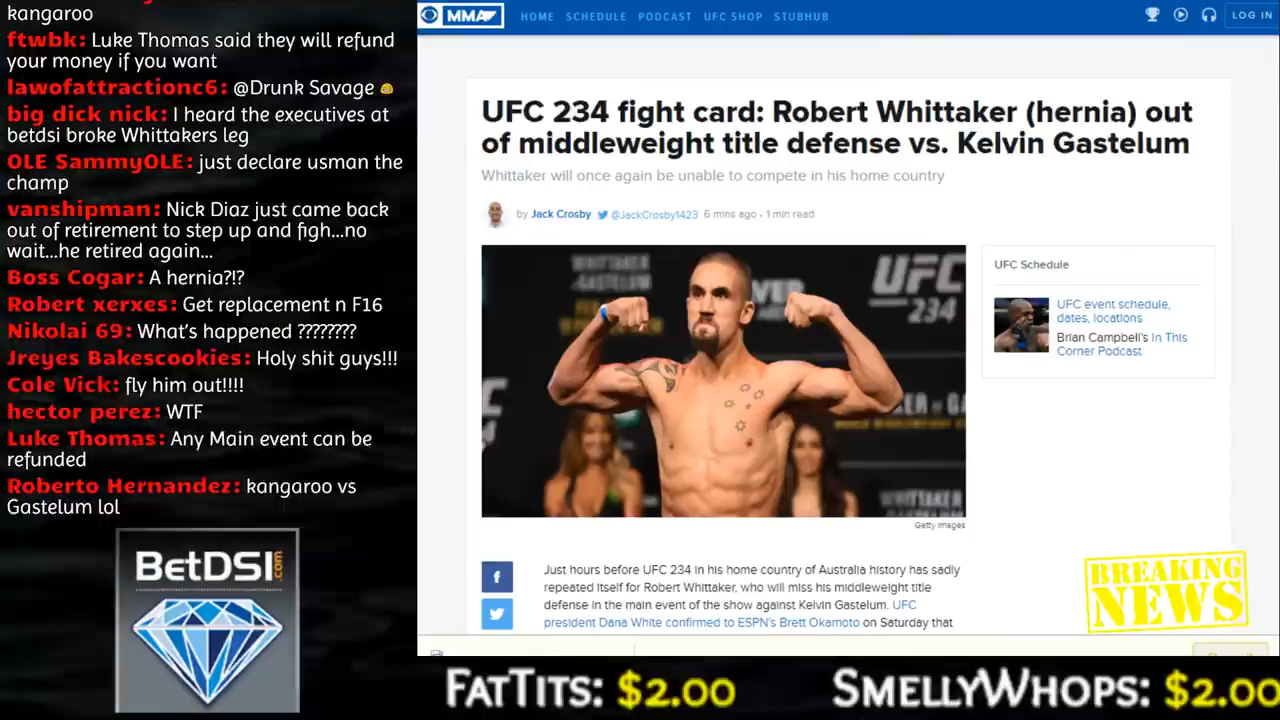 kangaroo
ftwbk: Luke Thomas said they will refund
your money if you want
lawofattractionc6: @Drunk Savage
big dick nick: I heard the executives at
betdsi broke Whittakers leg
OLE SammyOLE: just declare usman the
champ
vanshipman: Nick Diaz just came back
out of retirement to step up and figh...no
wait...he retired again...
Boss Cogar: A hernia?!?
Robert xerxes: Get replacement n F16
Nikolai 69: What's happened ????????
Jreyes Bakescookies: Holy shit guys!!!
Cole Vick: fly him out!!!!
hector perez: WTF
Luke Thomas: Any Main event can be
refunded
Roberto Hernandez: kangaroo vs
Gastelum lol
BetDSI.com
MMA
HOME SCHEDULE PODCAST UFC SHOP STUBHUB
LOG IN
UFC 234 fight card: Robert Whittaker (hernia) out
of middleweight title defense vs. Kelvin Gastelum
Whittaker will once again be unable to compete in his home country
by Jack Crosby @JackCrosby1423 6 mins ago • 1 min read
WHITTAKER
GASTELUM
UFC
234
WHITTAKER
GASTELUM
Getty Images
UFC Schedule
UFC event schedule,
dates, locations
Brian Campbell's In This
Corner Podcast
Just hours before UFC 234 in his home country of Australia history has sadly
repeated itself for Robert Whittaker, who will miss his middleweight title
defense in the main event of the show against Kelvin Gastelum. UFC
president Dana White confirmed to ESPN's Brett Okamoto on Saturday that
BREAKING
NEWS
FatTits: $2.00 SmellyWhops: $2.00